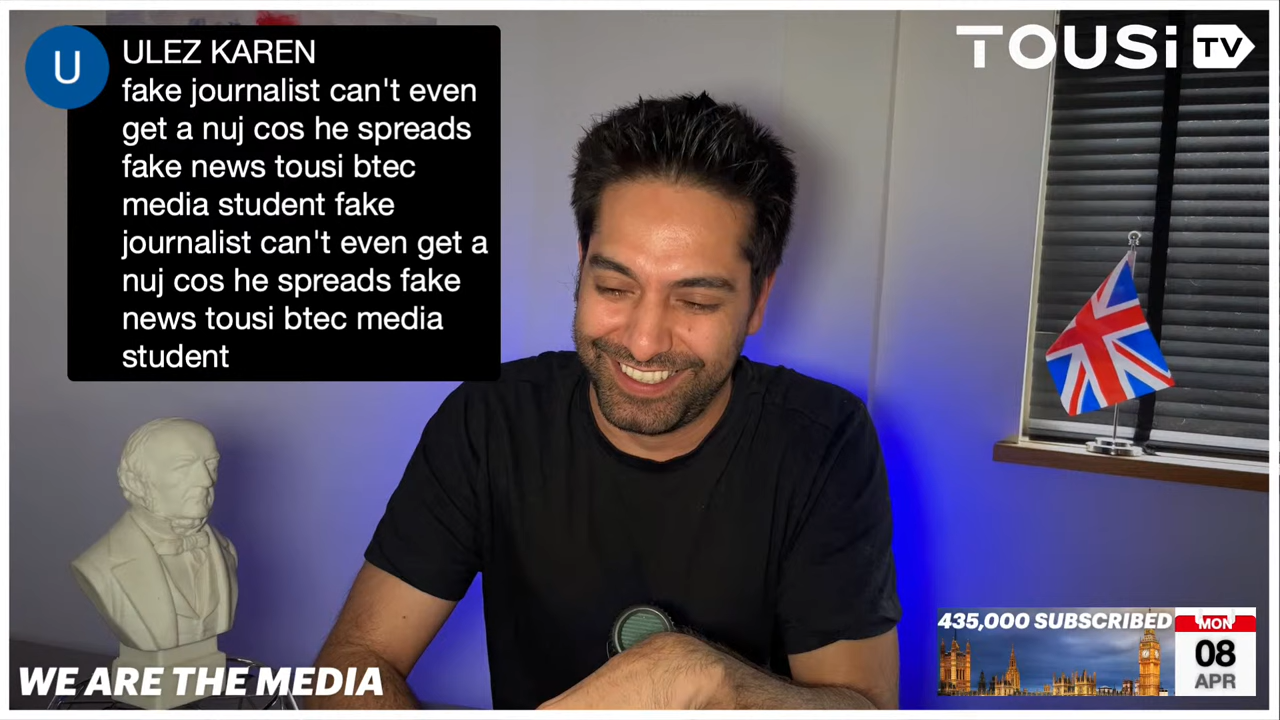 U
ULEZ KAREN
fake journalist can't even
get a nuj cos he spreads
fake news tousi btec
media student fake
journalist can't even get a
nuj cos he spreads fake
news tousi btec media
student
TOUSi TV
WE ARE THE MEDIA
435,000 SUBSCRIBED
MON
08
APR